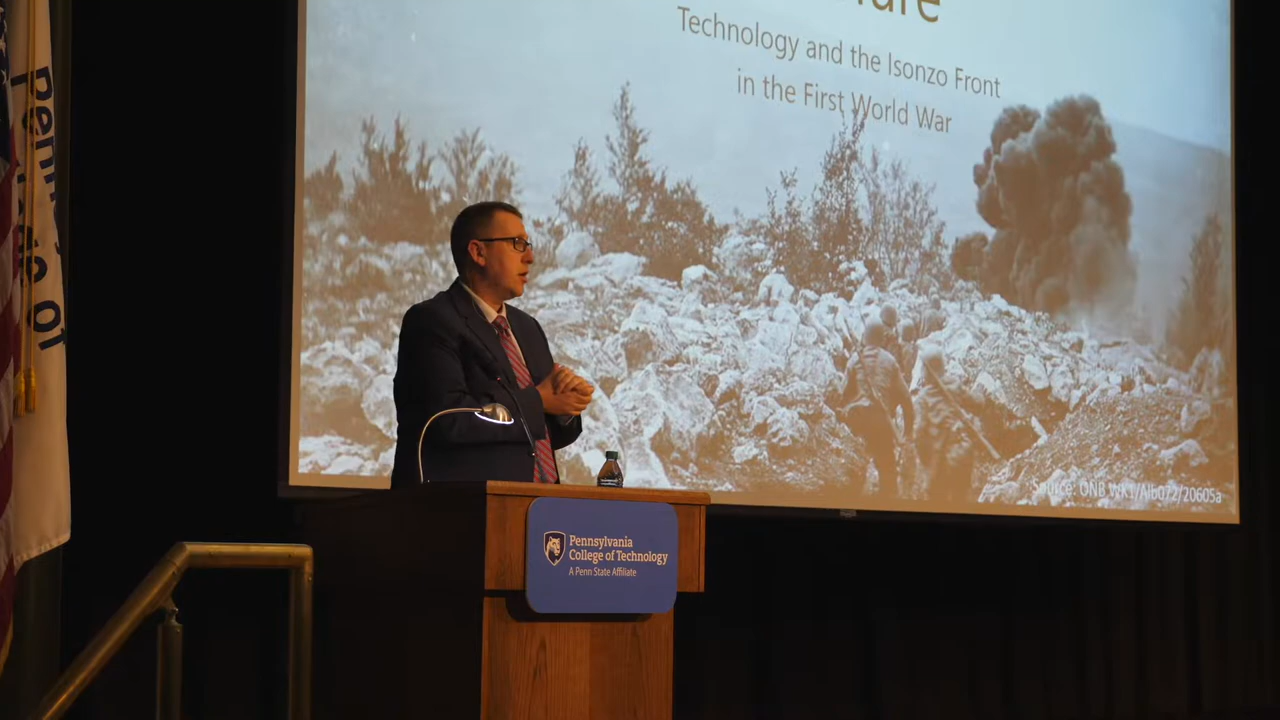 Technology and the Isonzo Front
in the First World War
Source: ÖNB WK1/Alb072/20605a
Pennsylvania
College of Technology
A Penn State Affiliate